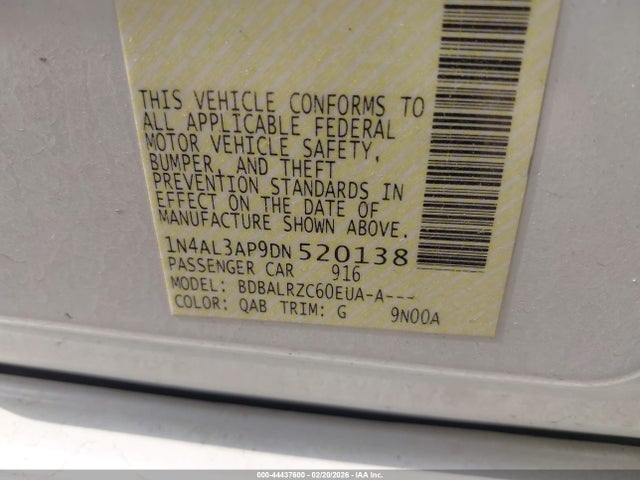 THIS VEHICLE CONFORMS TO
ALL APPLICABLE FEDERAL
MOTOR VEHICLE SAFETY,
BUMPER, AND THEFT
PREVENTION STANDARDS IN
EFFECT ON THE DATE OF
MANUFACTURE SHOWN ABOVE.
1N4AL3AP9DN 520138
PASSENGER CAR 916
MODEL: BDBALRZC60EUA-A---
COLOR: QAB TRIM: G 9N00A
000-44437600 - 02/20/2026 - IAA Inc.